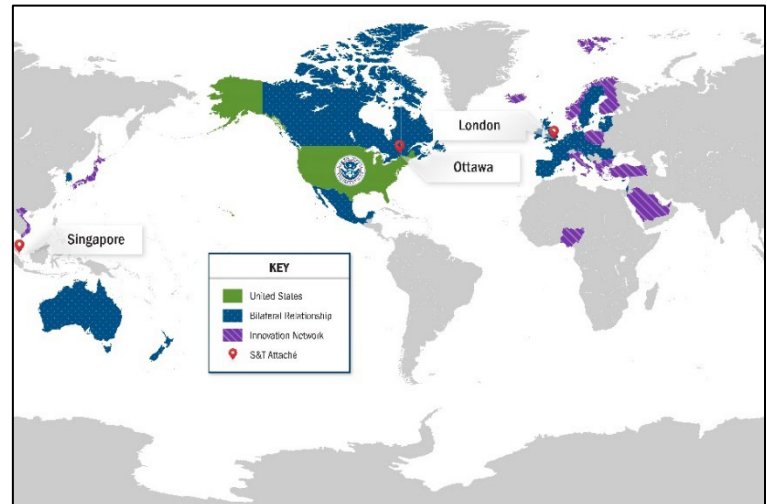 London
Ottawa
Singapore
KEY
United States
Bilateral Relationship
Innovation Network
S&T Attaché